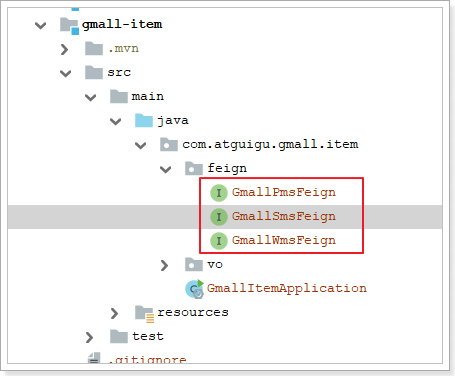 gmall-item
.mvn
src
main
java
com.atguigu.gmall.item
feign
GmallPmsFeign
GmallSmsFeign
GmallWmsFeign
vo
GmallItemApplication
resources
test
.gitignore